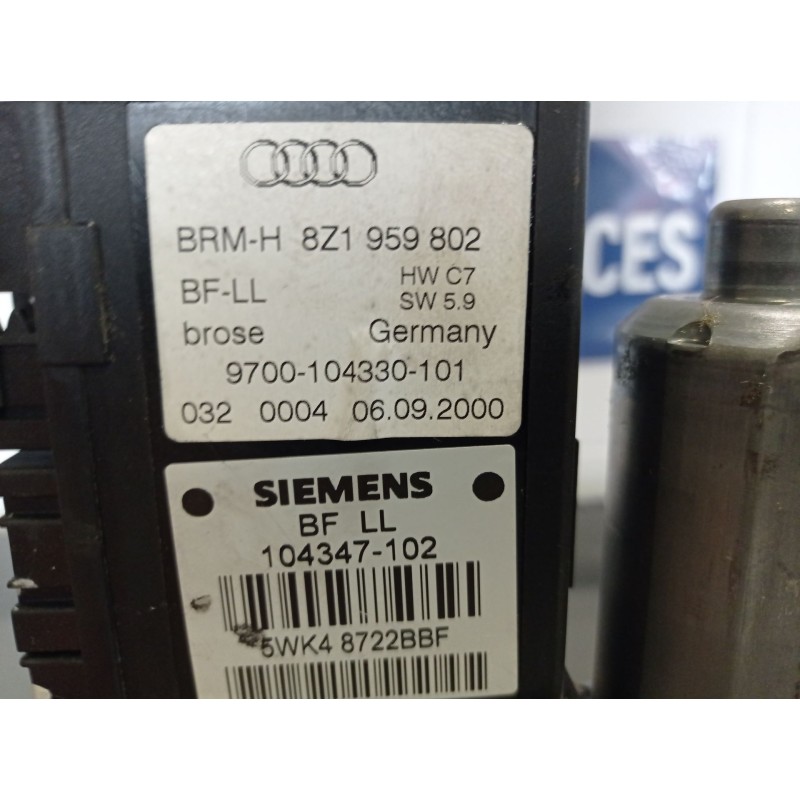 BRM-H 8Z1 959 802
BF-LL HW C7
SW 5.9
brose Germany
9700-104330-101
032 0004 06.09.2000
SIEMENS
BF LL
104347-102
5WK4 8722BBF
CES